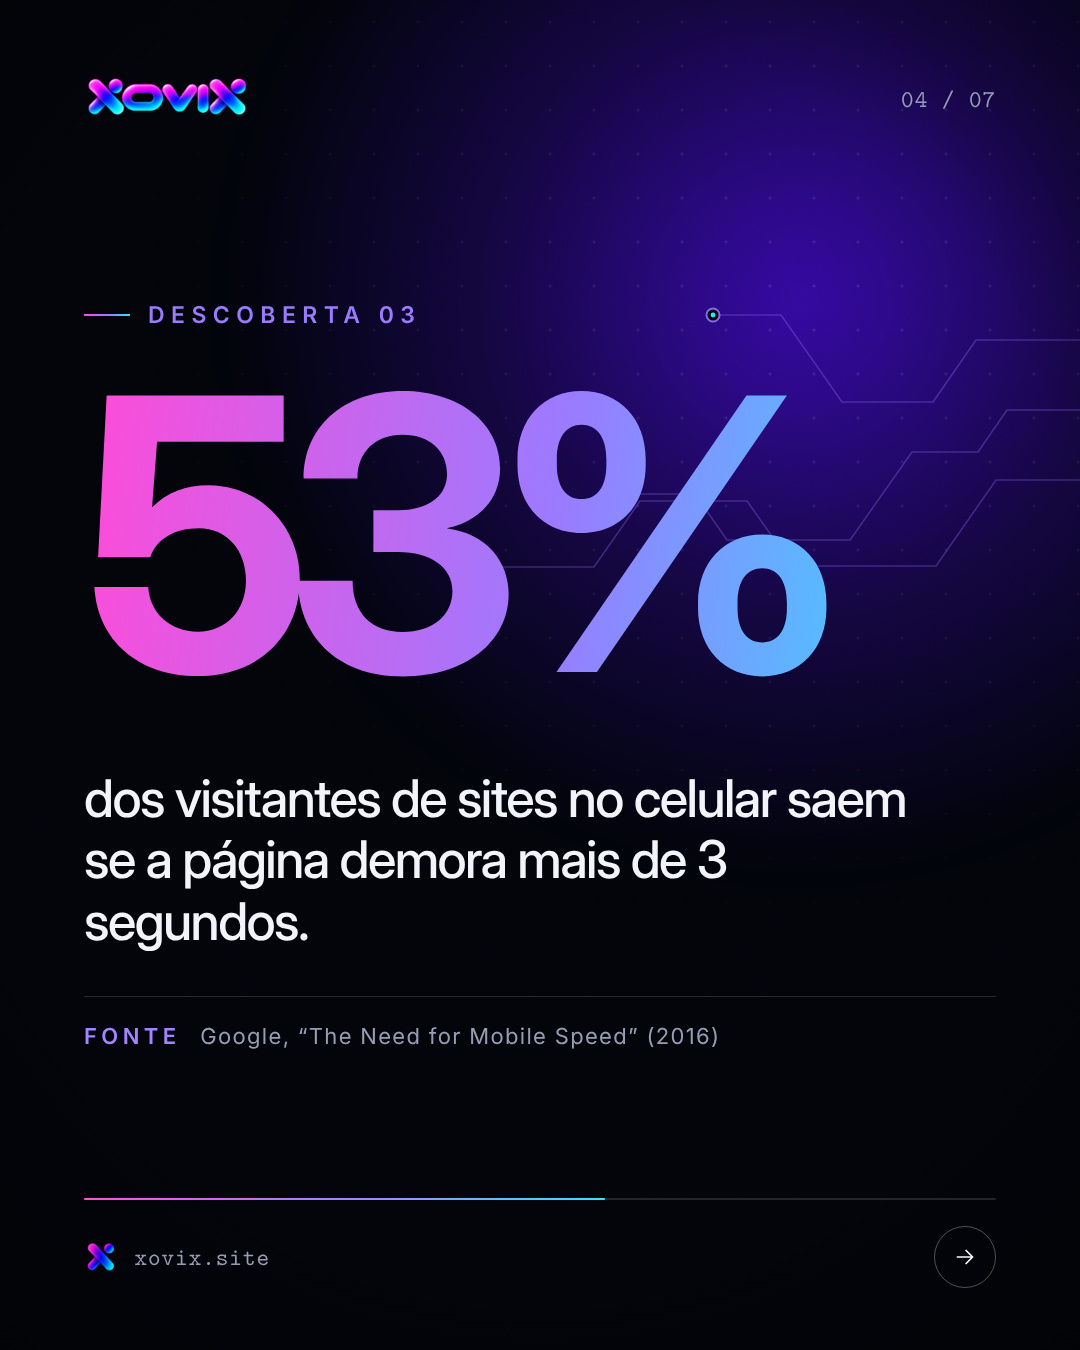 XOVIX
04 / 07
DESCOBERTA 03
53%
dos visitantes de sites no celular saem
se a página demora mais de 3
segundos.
FONTE Google, “The Need for Mobile Speed” (2016)
xovix.site